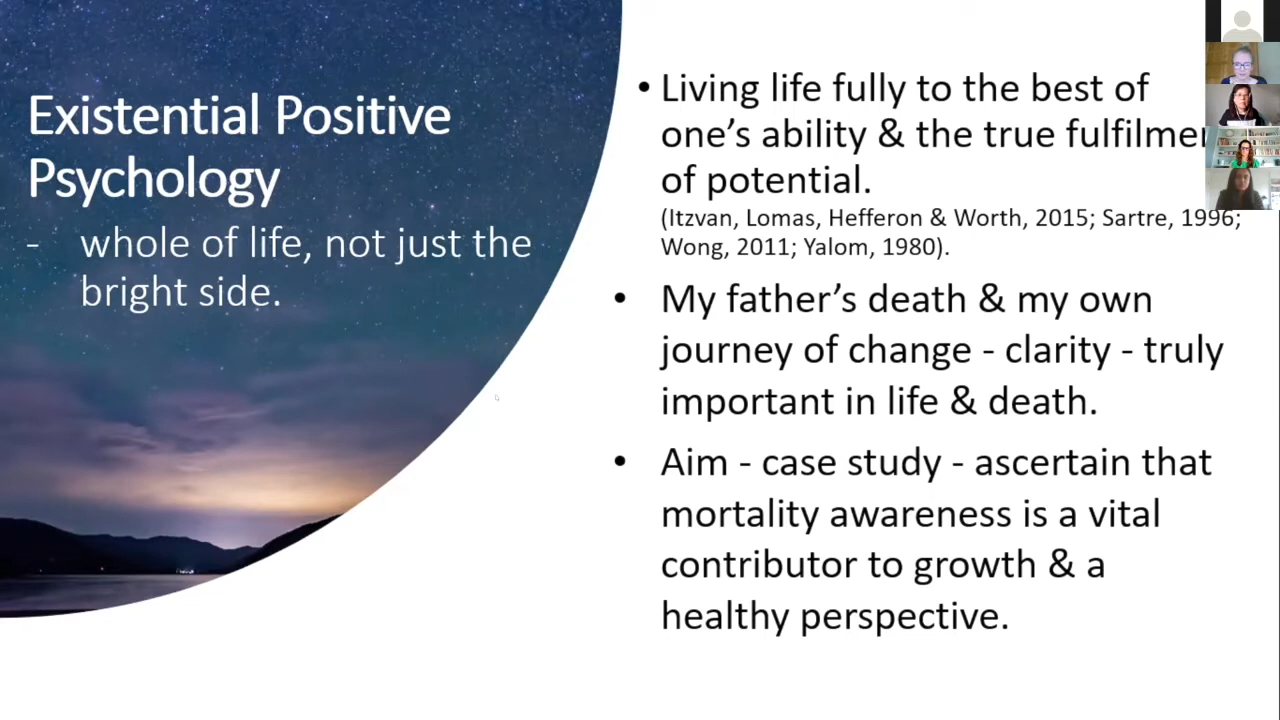 Existential Positive
Psychology
- whole of life, not just the
bright side.
• Living life fully to the best of
one’s ability & the true fulfilmer
of potential.
(Itzvan, Lomas, Hefferon & Worth, 2015; Sartre, 1996;
Wong, 2011; Yalom, 1980).
• My father’s death & my own
journey of change - clarity - truly
important in life & death.
• Aim - case study - ascertain that
mortality awareness is a vital
contributor to growth & a
healthy perspective.